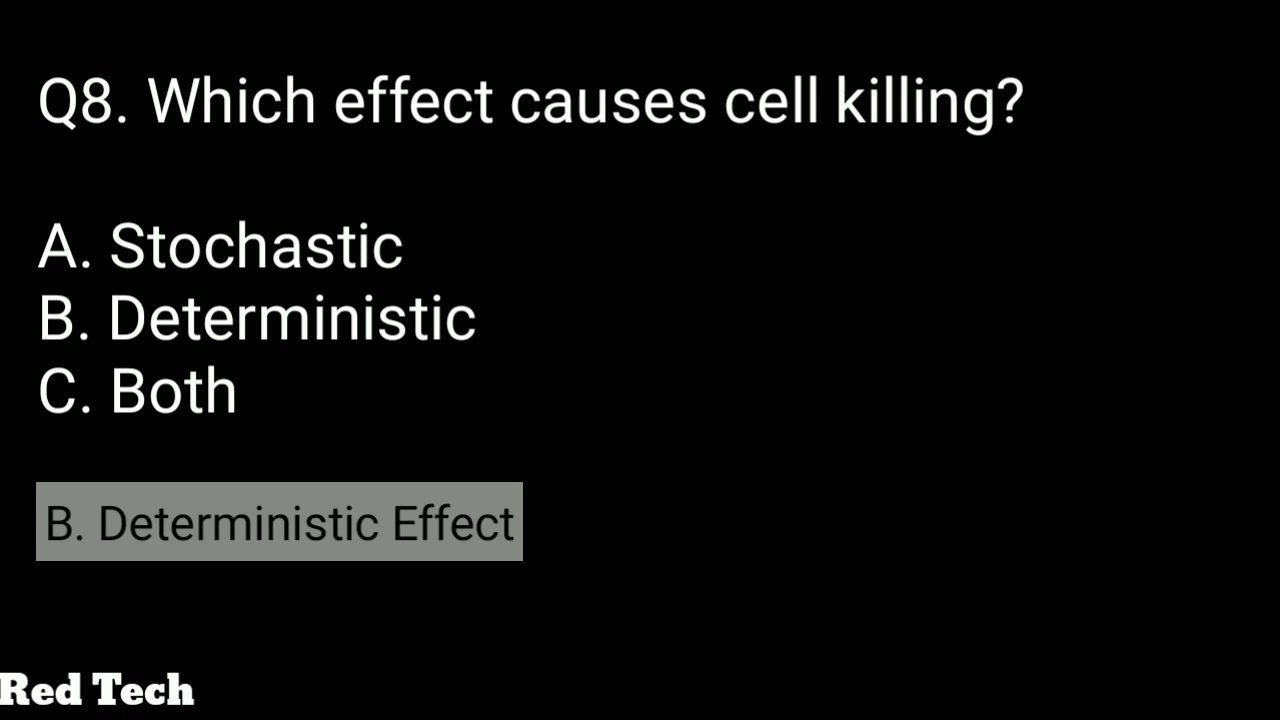 Q8. Which effect causes cell killing?
A. Stochastic
B. Deterministic
C. Both
B. Deterministic Effect
Red Tech